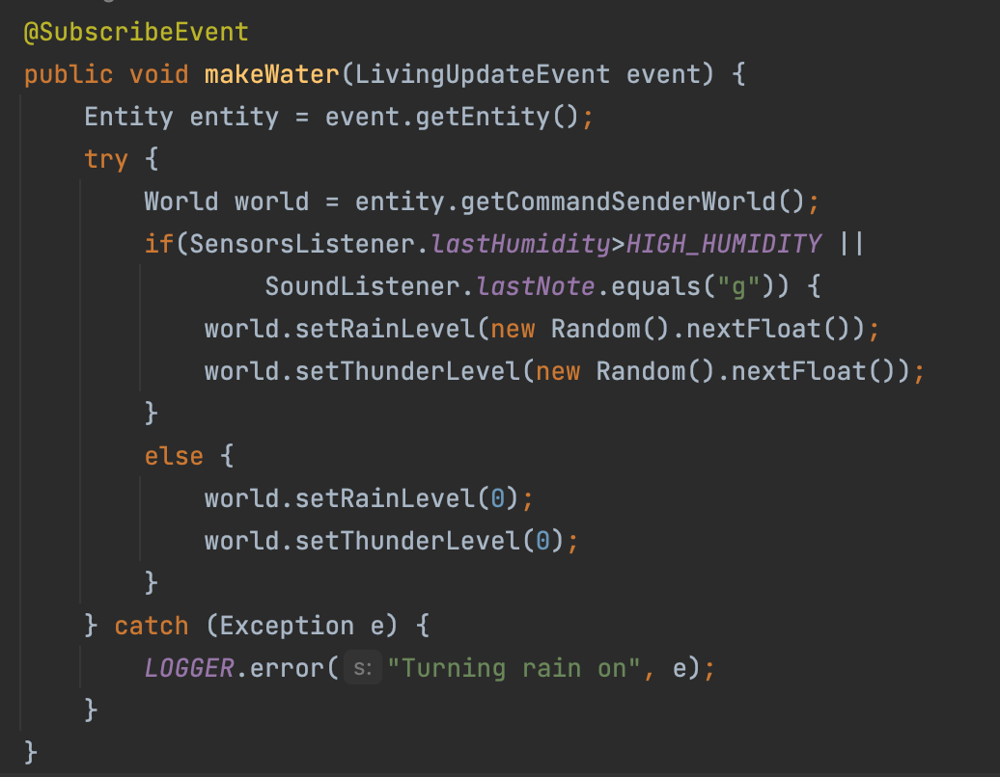 @SubscribeEvent
public void makeWater(LivingUpdateEvent event) {
    Entity entity = event.getEntity();
    try {
        World world = entity.getCommandSenderWorld();
        if(SensorsListener.lastHumidity>HIGH_HUMIDITY ||
                SoundListener.lastNote.equals("g")) {
            world.setRainLevel(new Random().nextFloat());
            world.setThunderLevel(new Random().nextFloat());
        }
        else {
            world.setRainLevel(0);
            world.setThunderLevel(0);
        }
    } catch (Exception e) {
        LOGGER.error( s: "Turning rain on", e);
    }
}